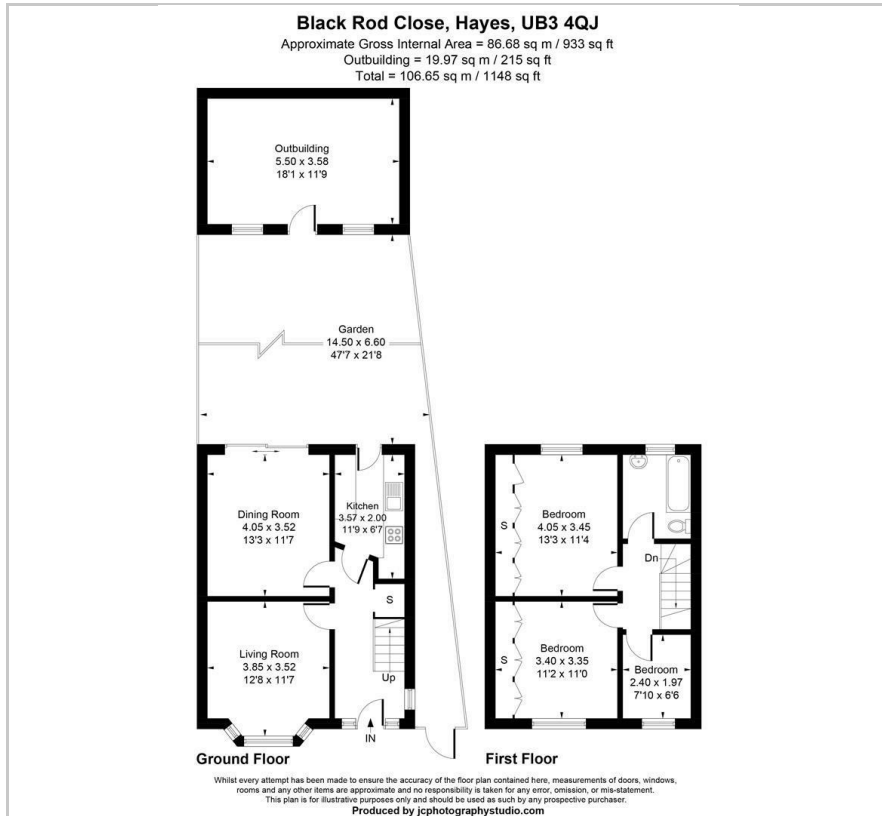 Black Rod Close, Hayes, UB3 4QJ
Approximate Gross Internal Area = 86.68 sq m / 933 sq ft
Outbuilding = 19.97 sq m / 215 sq ft
Total = 106.65 sq m / 1148 sq ft
Outbuilding
5.50 x 3.58
18'1 x 11'9
Garden
14.50 x 6.60
47'7 x 21'8
Dining Room
4.05 x 3.52
13'3 x 11'7
Kitchen
3.57 x 2.00
11'9 x 6'7
S
Living Room
3.85 x 3.52
12'8 x 11'7
Up
IN
Ground Floor
S
Bedroom
4.05 x 3.45
13'3 x 11'4
Dn
S
Bedroom
3.40 x 3.35
11'2 x 11'0
Bedroom
2.40 x 1.97
7'10 x 6'6
First Floor
Whilst every attempt has been made to ensure the accuracy of the floor plan contained here, measurements of doors, windows,
rooms and any other items are approximate and no responsibility is taken for any error, omission, or mis-statement.
This plan is for illustrative purposes only and should be used as such by any prospective purchaser.
Produced by jcphotographystudio.com